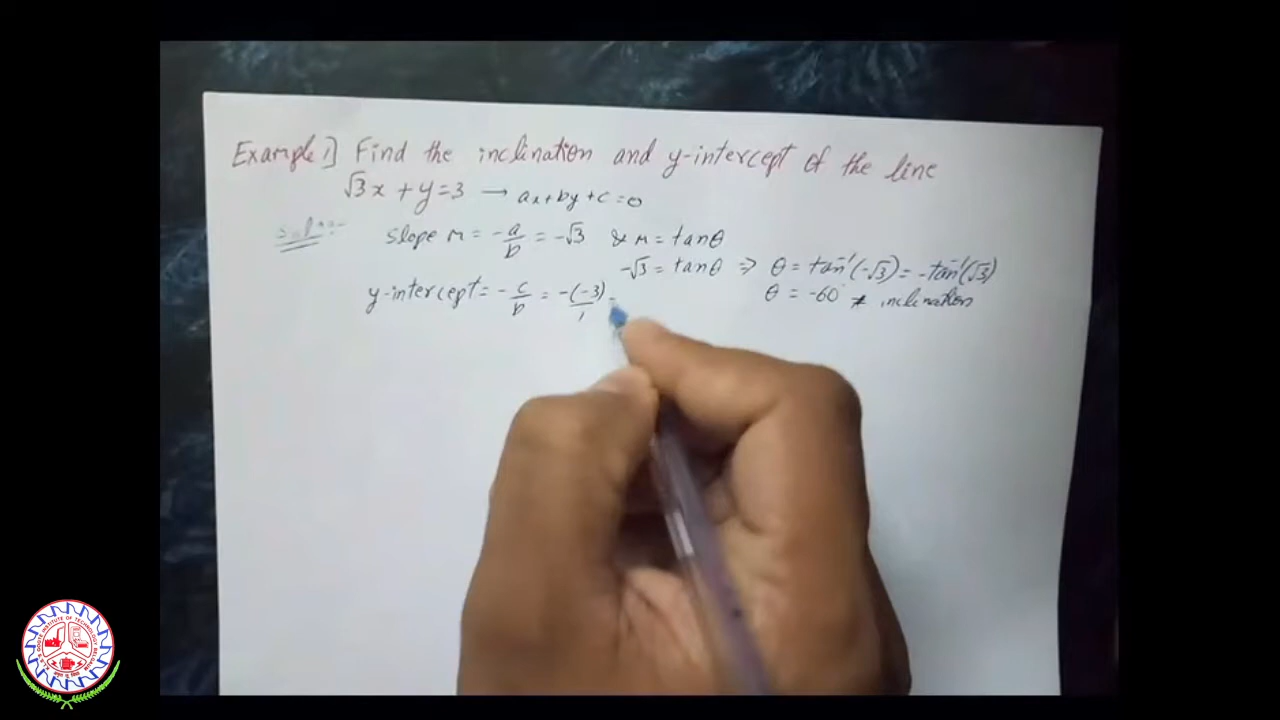 Example 1] Find the inclination and y-intercept of the line
√3x + y = 3 → ax+by+c=0
Soln:-
slope m = -a/b = -√3 & m = tanθ
-√3 = tanθ ⇒ θ = tan⁻¹(-√3) = -tan⁻¹(√3)
θ = -60° inclination
y-intercept = -c/b = -(-3)/1 =